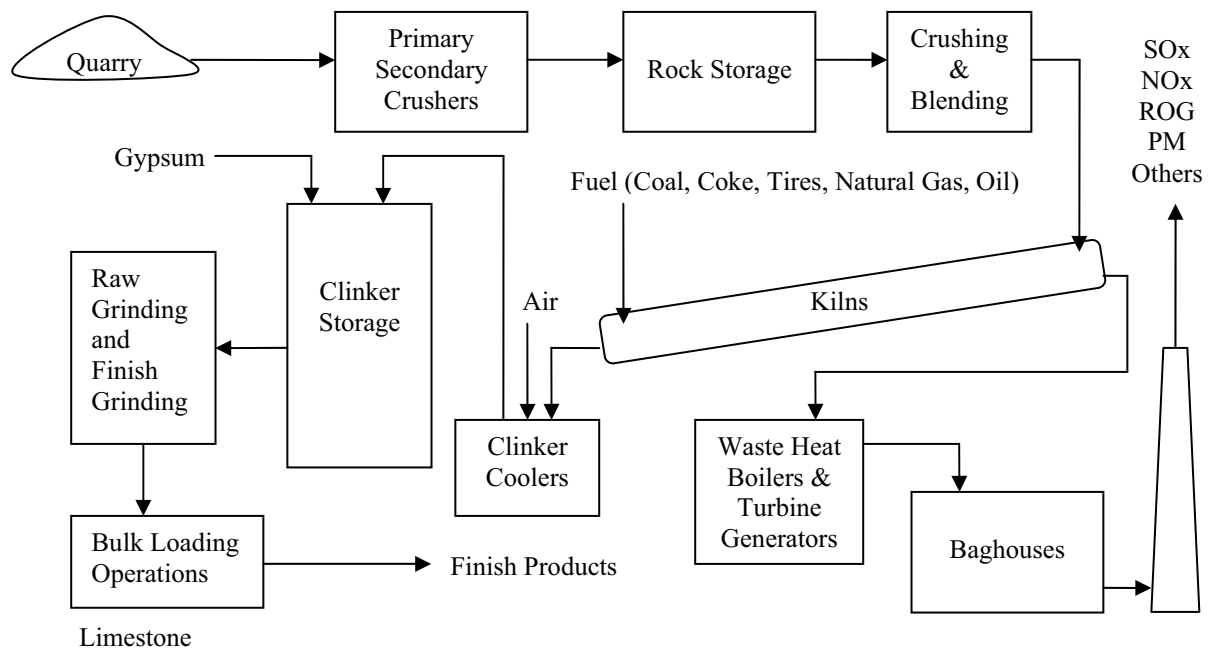 Quarry
Primary
Secondary
Crushers
Rock Storage
Crushing
&
Blending
SOx
NOx
ROG
PM
Others
Gypsum
Fuel (Coal, Coke, Tires, Natural Gas, Oil)
Raw
Grinding
and
Finish
Grinding
Clinker
Storage
Air
Kilns
Clinker
Coolers
Waste Heat
Boilers &
Turbine
Generators
Baghouses
Bulk Loading
Operations
Finish Products
Limestone